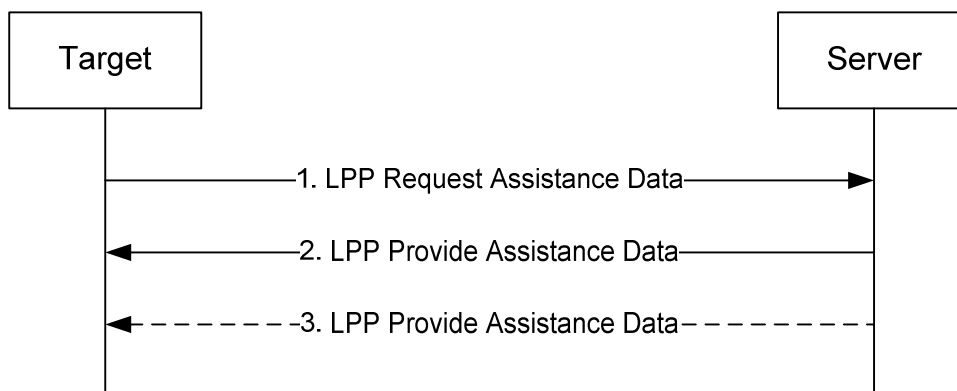 Target
Server
1. LPP Request Assistance Data
2. LPP Provide Assistance Data
3. LPP Provide Assistance Data